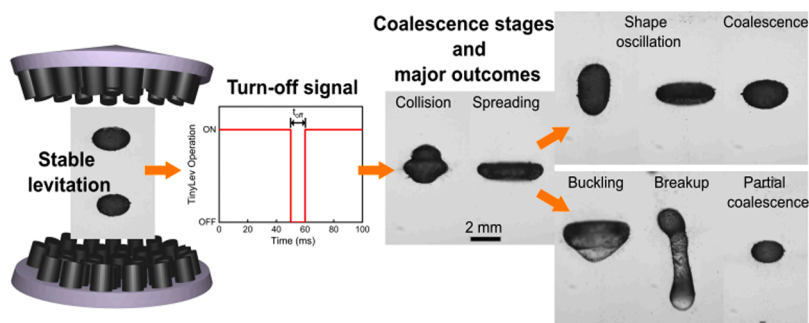 Stable
levitation
Turn-off signal
t_off
ON
OFF
TinyLev Operation
0 20 40 60 80 100
Time (ms)
Coalescence stages
and
major outcomes
Collision
Spreading
2 mm
Shape
oscillation
Coalescence
Buckling
Breakup
Partial
coalescence